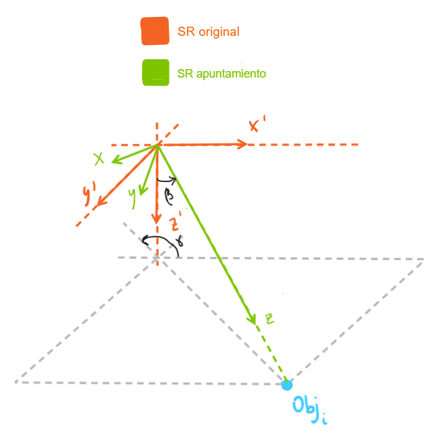 SR original
SR apuntamiento
x'
x
y'
y
β
z'
γ
z
Obj i